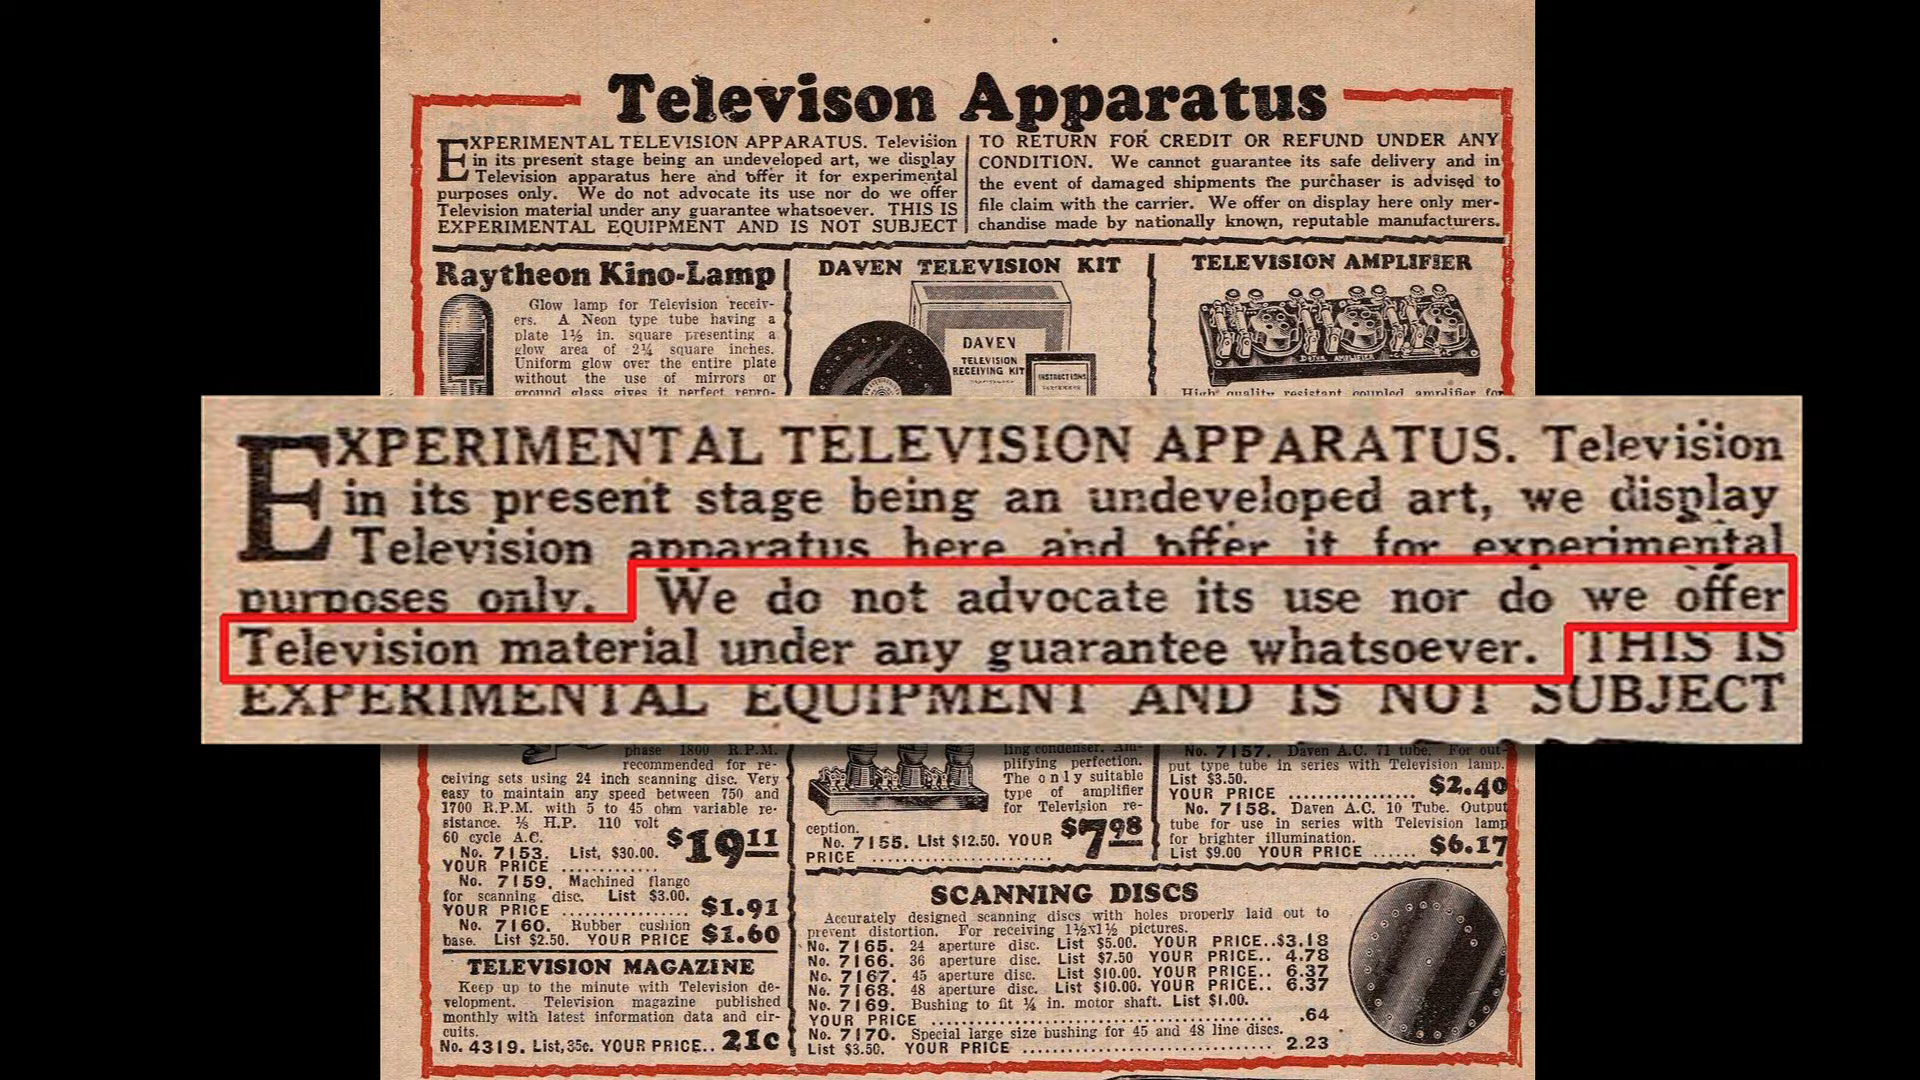 Televison Apparatus
EXPERIMENTAL TELEVISION APPARATUS. Television
in its present stage being an undeveloped art, we display
Television apparatus here and offer it for experimental
purposes only. We do not advocate its use nor do we offer
Television material under any guarantee whatsoever. THIS IS
EXPERIMENTAL EQUIPMENT AND IS NOT SUBJECT
TO RETURN FOR CREDIT OR REFUND UNDER ANY
CONDITION. We cannot guarantee its safe delivery and in
the event of damaged shipments the purchaser is advised to
file claim with the carrier. We offer on display here only mer-
chandise made by nationally known, reputable manufacturers.
Raytheon Kino-Lamp
Glow lamp for Television receiv-
ers. A Neon type tube having a
plate 1½ in. square presenting a
glow area of 2¼ square inches.
Uniform glow over the entire plate
without the use of mirrors or
ground glass gives it perfect repro-
DAVEN TELEVISION KIT
DAVEN
TELEVISION
RECEIVING KIT
INSTRUCTIONS
TELEVISION AMPLIFIER
High quality resistant coupled amplifier for
EXPERIMENTAL TELEVISION APPARATUS. Television
in its present stage being an undeveloped art, we display
Television apparatus here and offer it for experimental
purposes only. We do not advocate its use nor do we offer
Television material under any guarantee whatsoever. THIS IS
EXPERIMENTAL EQUIPMENT AND IS NOT SUBJECT
phase 1800 R.P.M.
recommended for re-
ceiving sets using 24 inch scanning disc. Very
easy to maintain any speed between 750 and
1700 R.P.M. with 5 to 45 ohm variable re-
sistance. ⅛ H.P. 110 volt
60 cycle A.C.
No. 7153. List, $30.00.
YOUR PRICE ............. $19.11
No. 7159. Machined flange
for scanning disc. List $3.00.
YOUR PRICE ................ $1.91
No. 7160. Rubber cushion
base. List $2.50. YOUR PRICE $1.60
TELEVISION MAGAZINE
Keep up to the minute with Television de-
velopment. Television magazine published
monthly with latest information data and cir-
cuits.
No. 4319. List, 35c. YOUR PRICE.. 21c
ling condenser. Am-
plifying perfection.
The only suitable
type of amplifier
for Television re-
ception.
No. 7155. List $12.50. YOUR
PRICE ....................... $7.98
No. 7157. Daven A.C. 71 tube. For out-
put type tube in series with Television lamp.
List $3.50.
YOUR PRICE ................ $2.40
No. 7158. Daven A.C. 10 Tube. Output
tube for use in series with Television lamp
for brighter illumination.
List $9.00 YOUR PRICE ...... $6.17
SCANNING DISCS
Accurately designed scanning discs with holes properly laid out to
prevent distortion. For receiving 1½x1½ pictures.
No. 7165. 24 aperture disc. List $5.00. YOUR PRICE..$3.18
No. 7166. 36 aperture disc. List $7.50 YOUR PRICE.. 4.78
No. 7167. 45 aperture disc. List $10.00. YOUR PRICE.. 6.37
No. 7168. 48 aperture disc. List $10.00. YOUR PRICE.. 6.37
No. 7169. Bushing to fit ¼ in. motor shaft. List $1.00.
YOUR PRICE ........................................ .64
No. 7170. Special large size bushing for 45 and 48 line discs.
List $3.50. YOUR PRICE ............................ 2.23